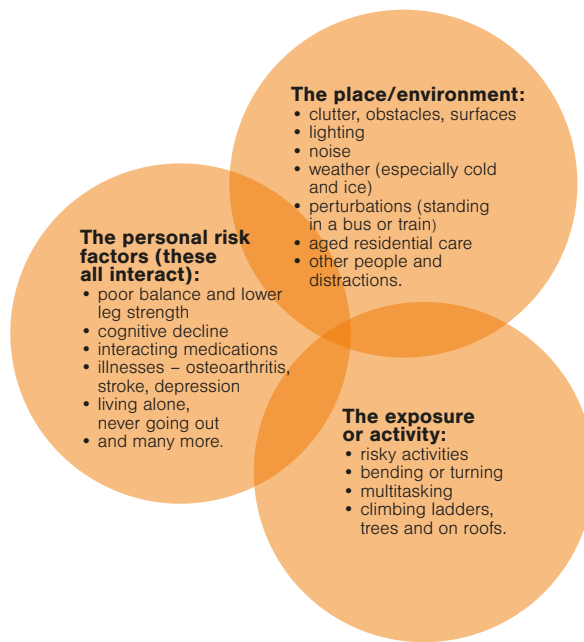 The place/environment:
• clutter, obstacles, surfaces
• lighting
• noise
• weather (especially cold
and ice)
• perturbations (standing
in a bus or train)
• aged residential care
• other people and
distractions.
The personal risk
factors (these
all interact):
• poor balance and lower
leg strength
• cognitive decline
• interacting medications
• illnesses – osteoarthritis,
stroke, depression
• living alone,
never going out
• and many more.
The exposure
or activity:
• risky activities
• bending or turning
• multitasking
• climbing ladders,
trees and on roofs.